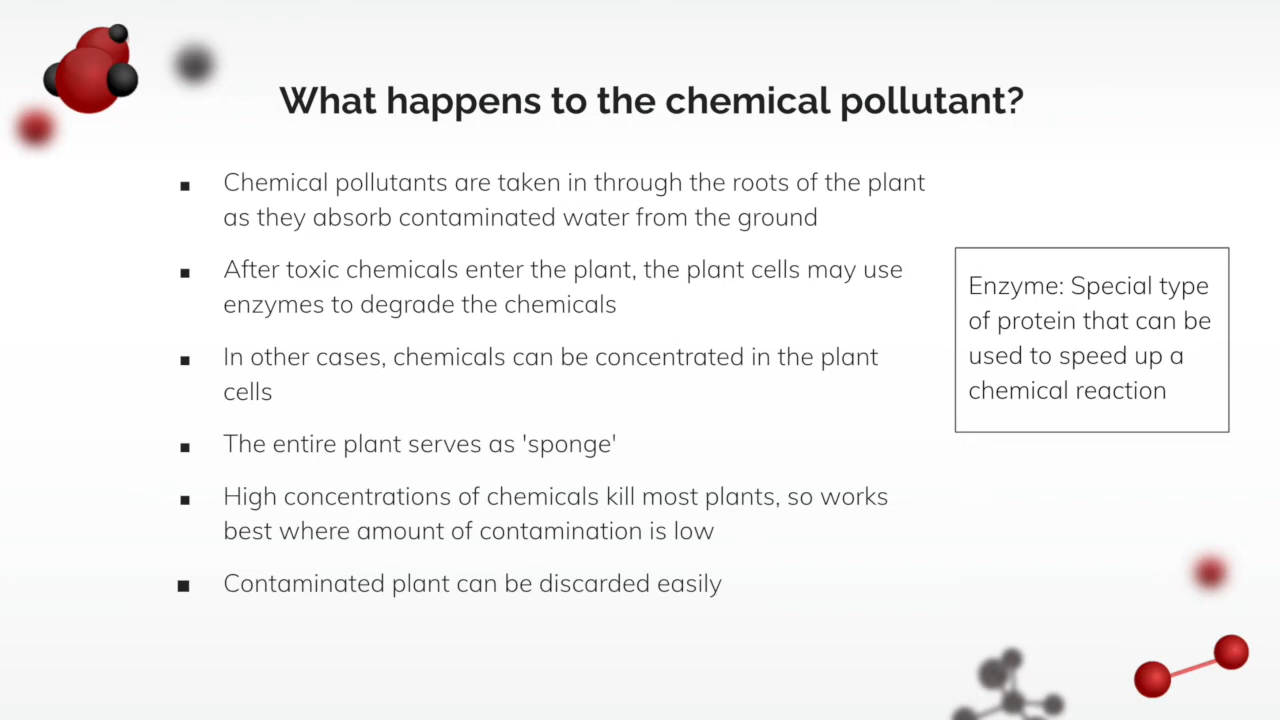 What happens to the chemical pollutant?
▪ Chemical pollutants are taken in through the roots of the plant
as they absorb contaminated water from the ground
▪ After toxic chemicals enter the plant, the plant cells may use
enzymes to degrade the chemicals
▪ In other cases, chemicals can be concentrated in the plant
cells
▪ The entire plant serves as 'sponge'
▪ High concentrations of chemicals kill most plants, so works
best where amount of contamination is low
▪ Contaminated plant can be discarded easily
Enzyme: Special type
of protein that can be
used to speed up a
chemical reaction